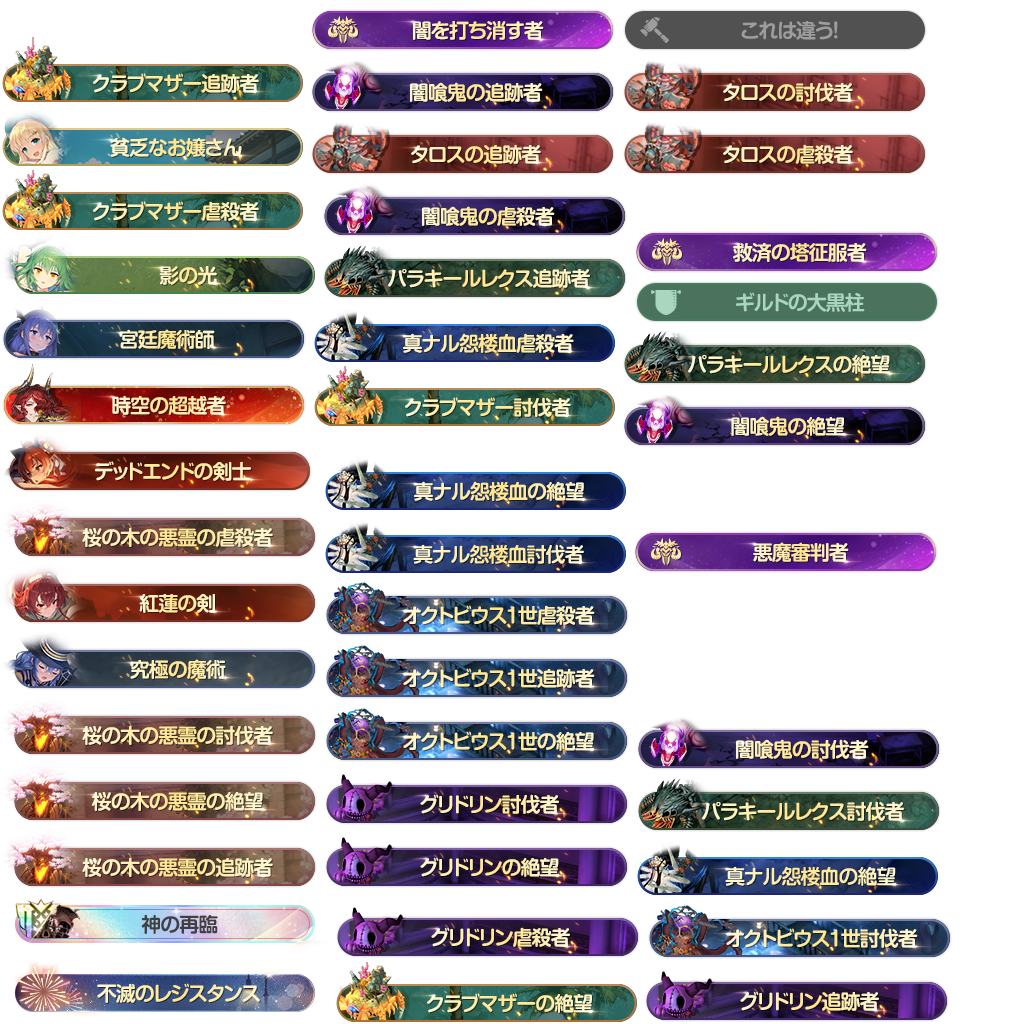 クラブマザー追跡者
貧乏なお嬢さん
クラブマザー虐殺者
影の光
宮廷魔術師
時空の超越者
デッドエンドの剣士
桜の木の悪霊の虐殺者
紅蓮の剣
究極の魔術
桜の木の悪霊の討伐者
桜の木の悪霊の絶望
桜の木の悪霊の追跡者
神の再臨
不滅のレジスタンス
闇を打ち消す者
闇喰鬼の追跡者
タロスの追跡者
闇喰鬼の虐殺者
パラキールレクス追跡者
真ナル怨楼血虐殺者
クラブマザー討伐者
真ナル怨楼血の絶望
真ナル怨楼血討伐者
オクトビウス1世虐殺者
オクトビウス1世追跡者
オクトビウス1世の絶望
グリドリン討伐者
グリドリンの絶望
グリドリン虐殺者
クラブマザーの絶望
これは違う!
タロスの討伐者
タロスの虐殺者
救済の塔征服者
ギルドの大黒柱
パラキールレクスの絶望
闇喰鬼の絶望
悪魔審判者
闇喰鬼の討伐者
パラキールレクス討伐者
真ナル怨楼血の絶望
オクトビウス1世討伐者
グリドリン追跡者